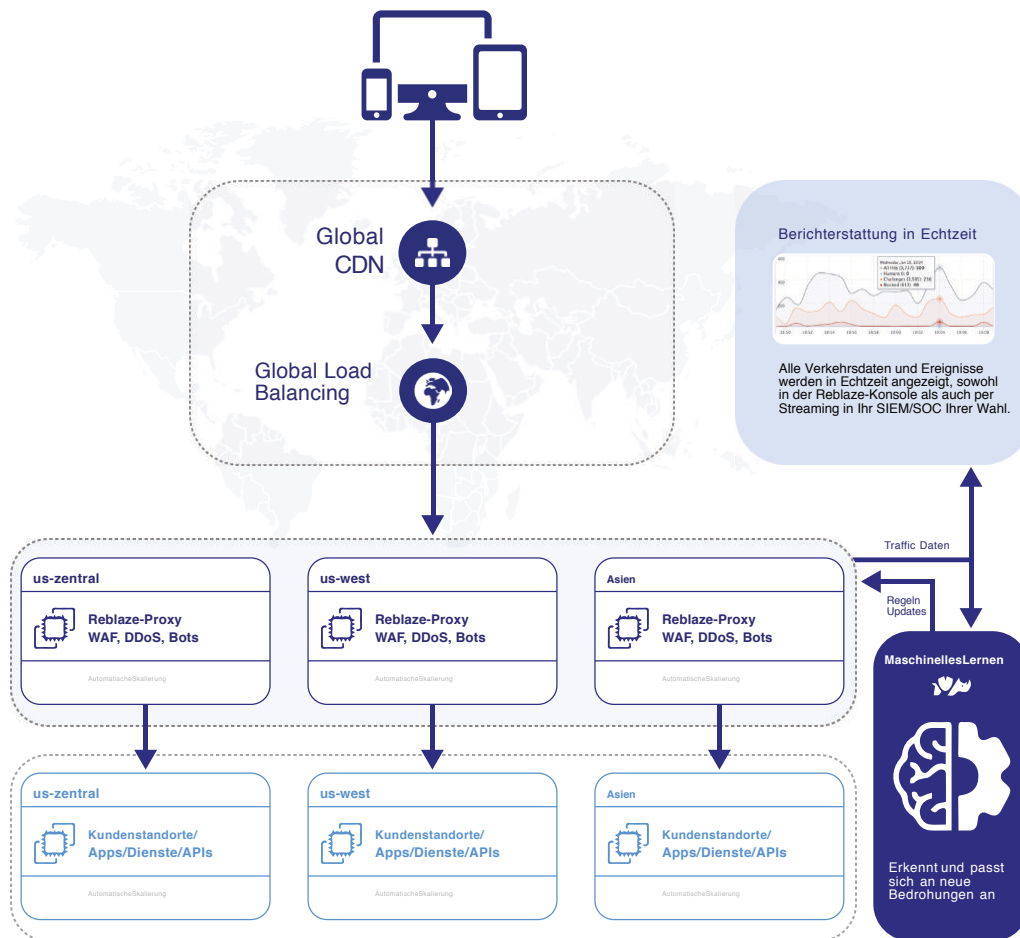 Global
CDN
Global Load
Balancing
Berichterstattung in Echtzeit
Alle Verkehrsdaten und Ereignisse
werden in Echtzeit angezeigt, sowohl
in der Reblaze-Konsole als auch per
Streaming in Ihr SIEM/SOC Ihrer Wahl.
Traffic Daten
Regeln
Updates
us-zentral
Reblaze-Proxy
WAF, DDoS, Bots
AutomatischeSkalierung
us-west
Reblaze-Proxy
WAF, DDoS, Bots
AutomatischeSkalierung
Asien
Reblaze-Proxy
WAF, DDoS, Bots
AutomatischeSkalierung
MaschinellesLernen
Erkennt und passt
sich an neue
Bedrohungen an
us-zentral
Kundenstandorte/
Apps/Dienste/APIs
AutomatischeSkalierung
us-west
Kundenstandorte/
Apps/Dienste/APIs
AutomatischeSkalierung
Asien
Kundenstandorte/
Apps/Dienste/APIs
AutomatischeSkalierung